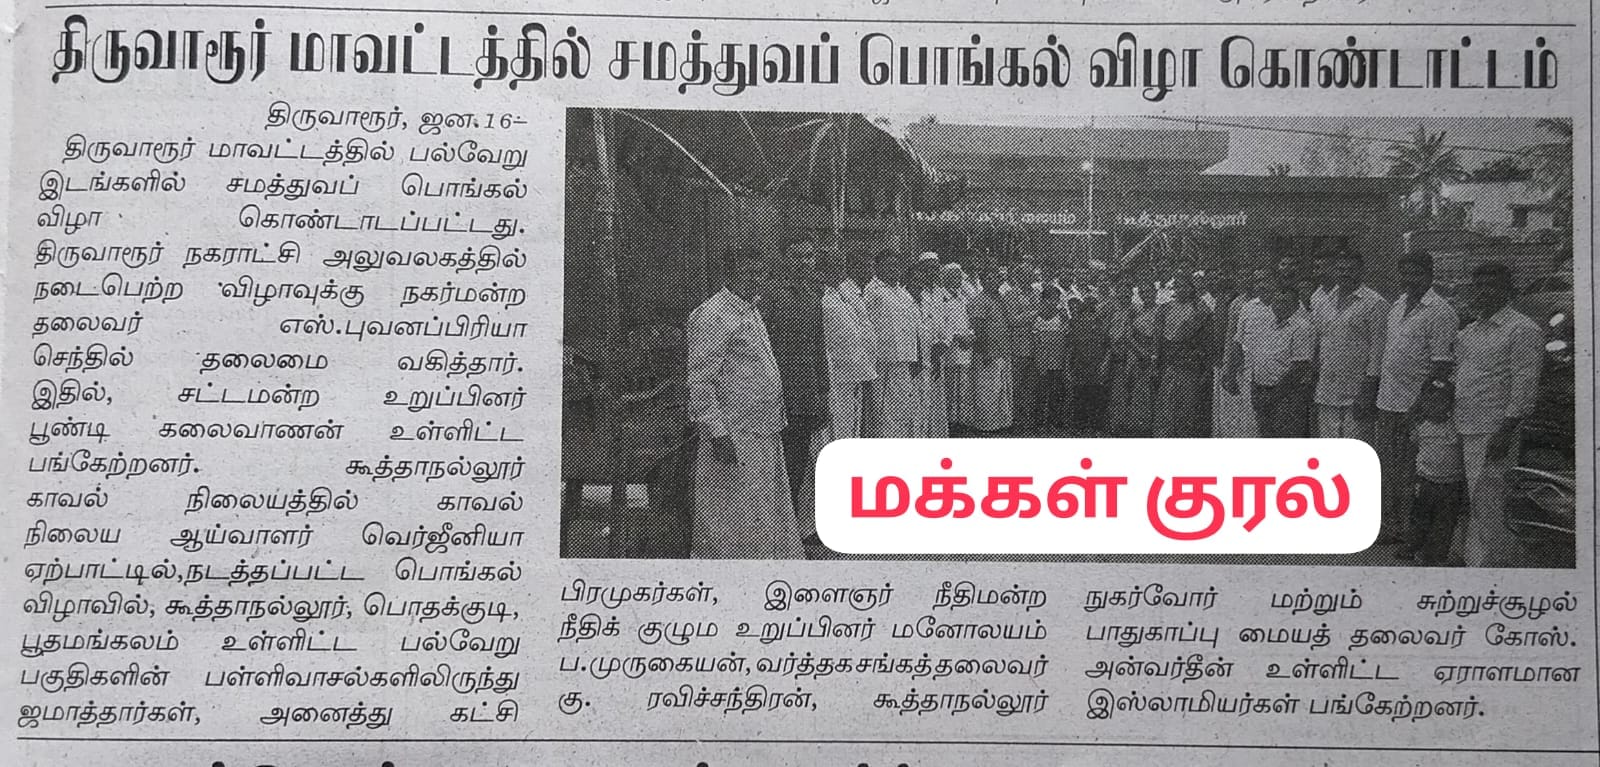 திருவாரூர் மாவட்டத்தில் சமத்துவப் பொங்கல் விழா கொண்டாட்டம்
திருவாரூர், ஜன.16–
திருவாரூர் மாவட்டத்தில் பல்வேறு
இடங்களில் சமத்துவப் பொங்கல்
விழா கொண்டாடப்பட்டது.
திருவாரூர் நகராட்சி அலுவலகத்தில்
நடைபெற்ற விழாவுக்கு நகர்மன்ற
தலைவர் எஸ்.புவனப்பிரியா
செந்தில் தலைமை வகித்தார்.
இதில், சட்டமன்ற உறுப்பினர்
பூண்டி கலைவாணன் உள்ளிட்ட
பங்கேற்றனர். கூத்தாநல்லூர்
காவல் நிலையத்தில் காவல்
நிலைய ஆய்வாளர் வெர்ஜீனியா
ஏற்பாட்டில்,நடத்தப்பட்ட பொங்கல்
விழாவில், கூத்தாநல்லூர், பொதக்குடி,
பூதமங்கலம் உள்ளிட்ட பல்வேறு
பகுதிகளின் பள்ளிவாசல்களிலிருந்து
ஜமாத்தார்கள், அனைத்து கட்சி
கூத்தாநல்லூர்
மக்கள் குரல்
பிரமுகர்கள், இளைஞர் நீதிமன்ற
நீதிக் குழும உறுப்பினர் மனோலயம்
ப.முருகையன்,வர்த்தகசங்கத்தலைவர்
கு. ரவிச்சந்திரன், கூத்தாநல்லூர்
நுகர்வோர் மற்றும் சுற்றுச்சூழல்
பாதுகாப்பு மையத் தலைவர் கோஸ்.
அன்வர்தீன் உள்ளிட்ட ஏராளமான
இஸ்லாமியர்கள் பங்கேற்றனர்.